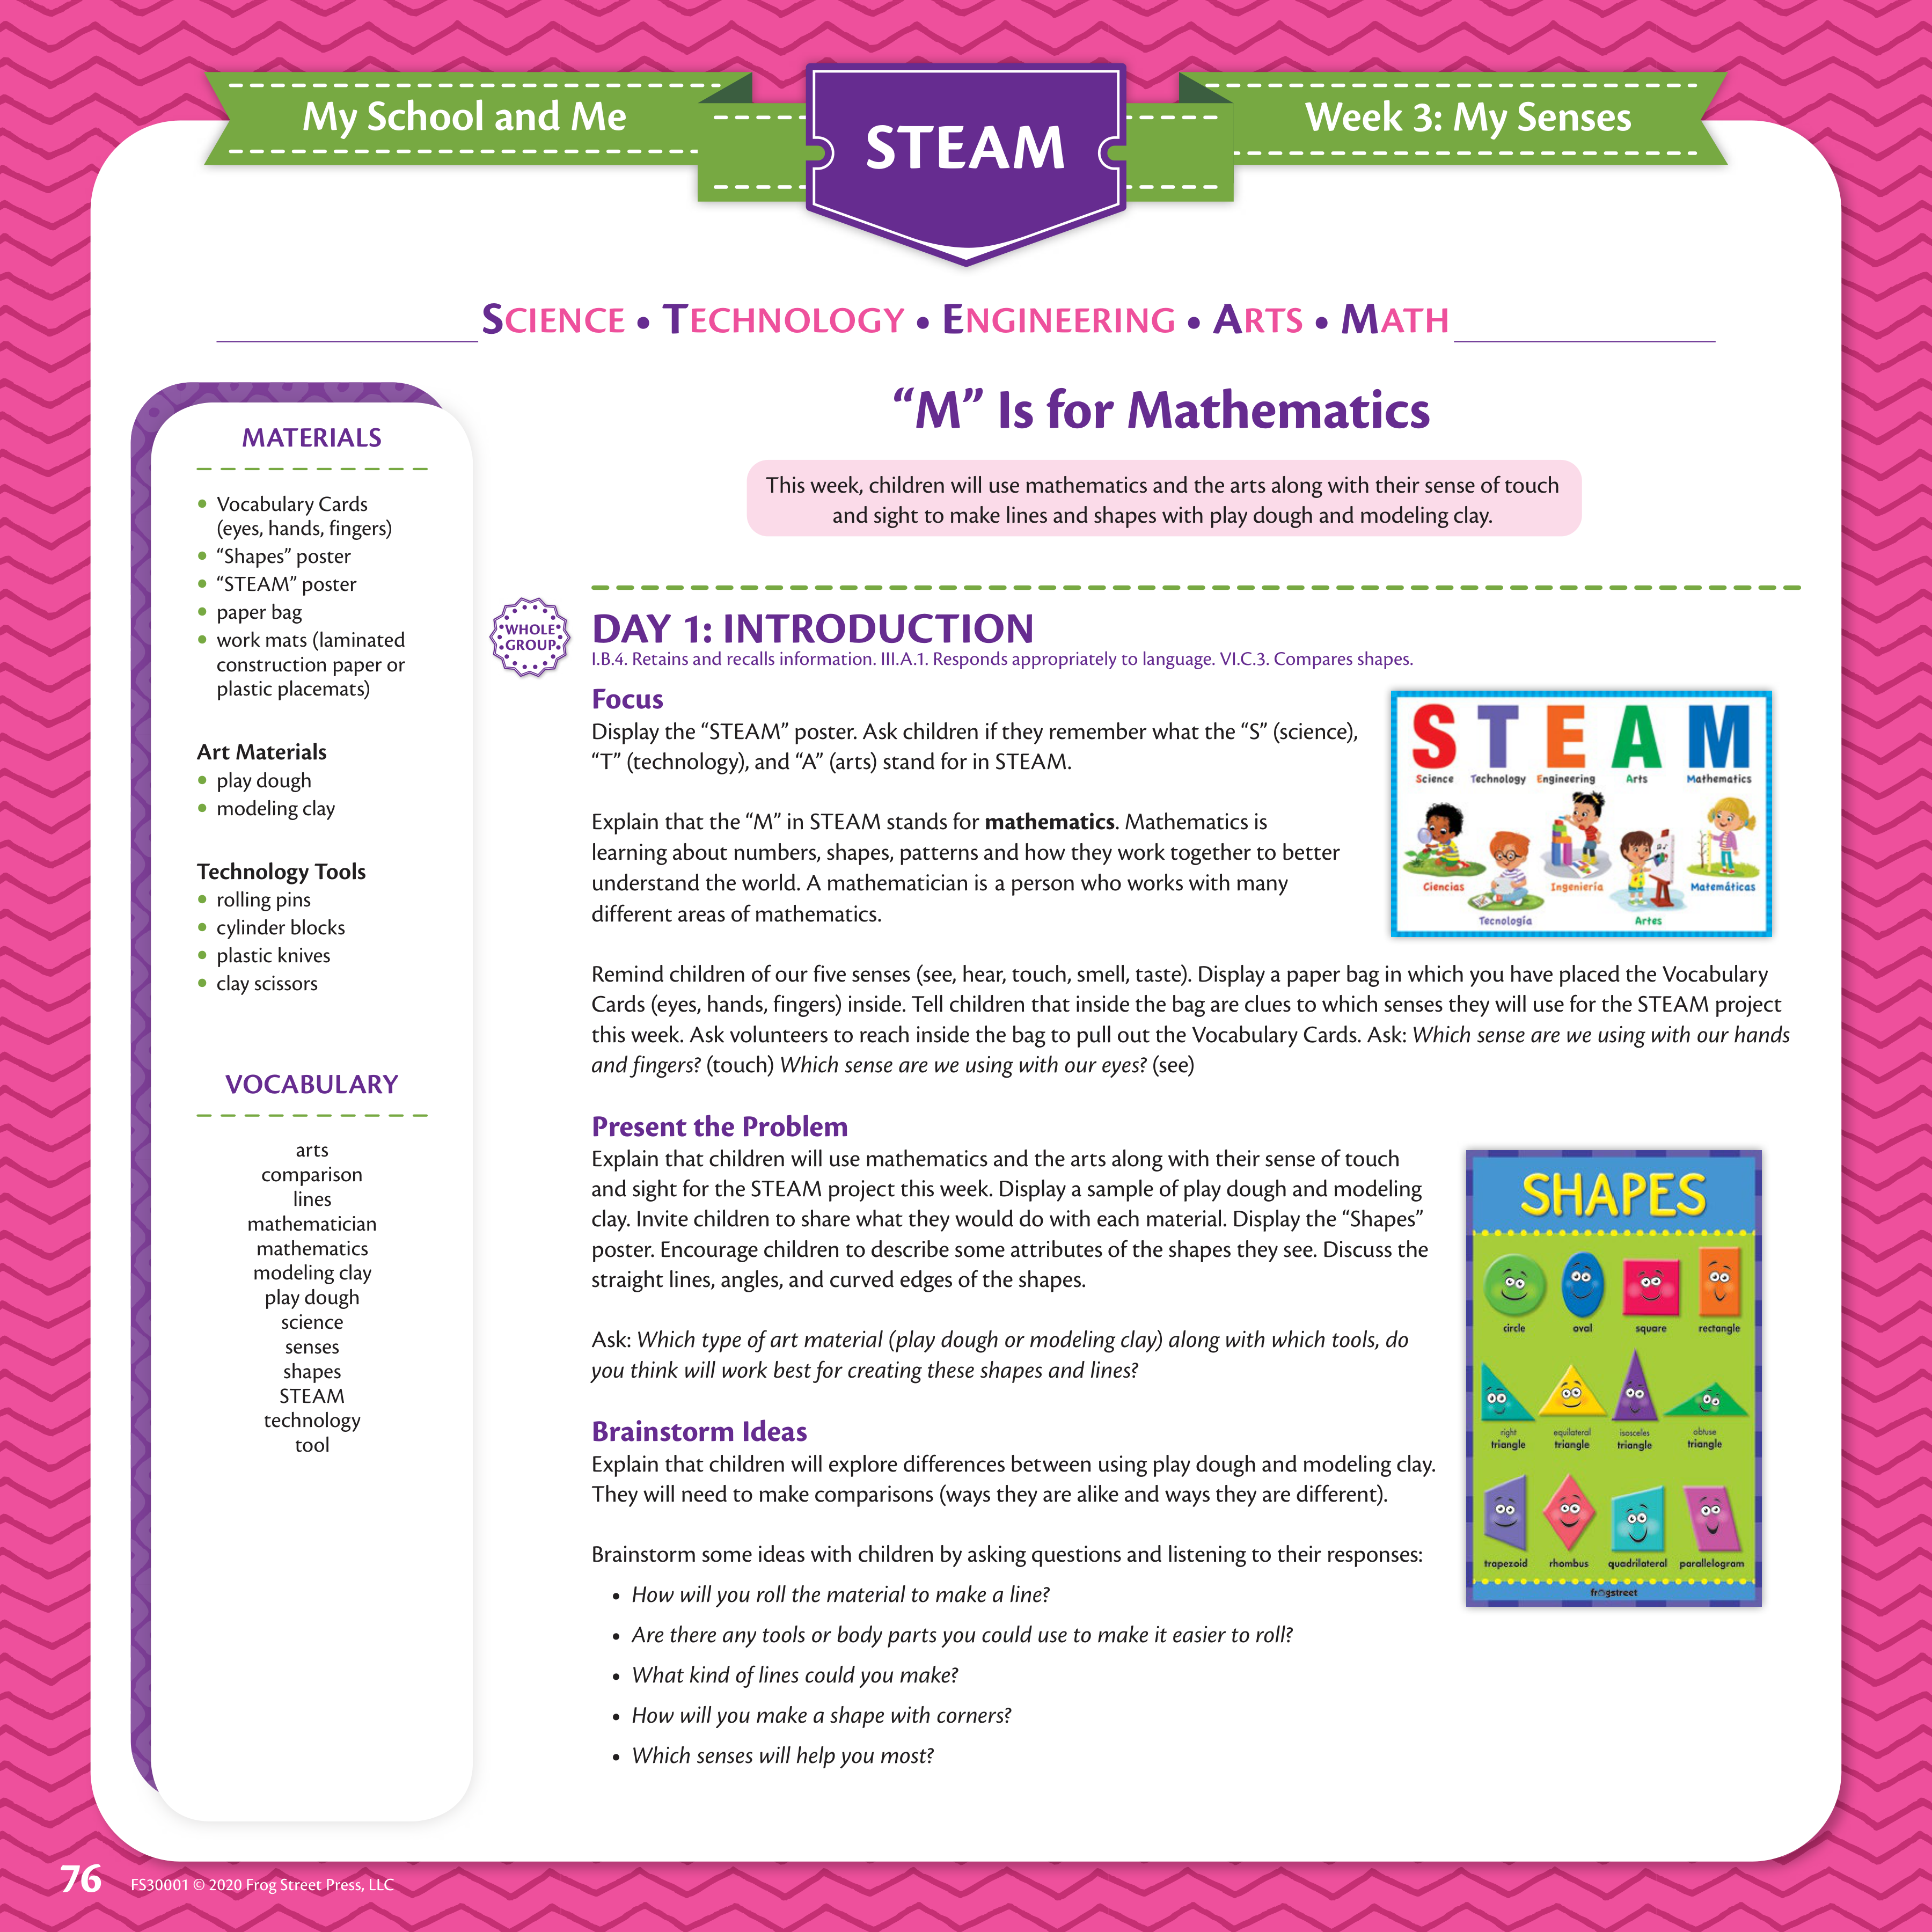 My School and Me
STEAM
Week 3: My Senses
SCIENCE • TECHNOLOGY • ENGINEERING • ARTS • MATH
MATERIALS
• Vocabulary Cards
(eyes, hands, fingers)
• “Shapes” poster
• “STEAM” poster
• paper bag
• work mats (laminated
construction paper or
plastic placemats)
Art Materials
• play dough
• modeling clay
Technology Tools
• rolling pins
• cylinder blocks
• plastic knives
• clay scissors
VOCABULARY
arts
comparison
lines
mathematician
mathematics
modeling clay
play dough
science
senses
shapes
STEAM
technology
tool
“M” Is for Mathematics
This week, children will use mathematics and the arts along with their sense of touch
and sight to make lines and shapes with play dough and modeling clay.
WHOLE
GROUP
DAY 1: INTRODUCTION
I.B.4. Retains and recalls information. III.A.1. Responds appropriately to language. VI.C.3. Compares shapes.
Focus
Display the “STEAM” poster. Ask children if they remember what the “S” (science),
“T” (technology), and “A” (arts) stand for in STEAM.
Explain that the “M” in STEAM stands for mathematics. Mathematics is
learning about numbers, shapes, patterns and how they work together to better
understand the world. A mathematician is a person who works with many
different areas of mathematics.
STEAM
Science Technology Engineering Arts Mathematics
Ciencias Ingeniería Matemáticas
Tecnología Artes
Remind children of our five senses (see, hear, touch, smell, taste). Display a paper bag in which you have placed the Vocabulary
Cards (eyes, hands, fingers) inside. Tell children that inside the bag are clues to which senses they will use for the STEAM project
this week. Ask volunteers to reach inside the bag to pull out the Vocabulary Cards. Ask: Which sense are we using with our hands
and fingers? (touch) Which sense are we using with our eyes? (see)
Present the Problem
Explain that children will use mathematics and the arts along with their sense of touch
and sight for the STEAM project this week. Display a sample of play dough and modeling
clay. Invite children to share what they would do with each material. Display the “Shapes”
poster. Encourage children to describe some attributes of the shapes they see. Discuss the
straight lines, angles, and curved edges of the shapes.
Ask: Which type of art material (play dough or modeling clay) along with which tools, do
you think will work best for creating these shapes and lines?
Brainstorm Ideas
Explain that children will explore differences between using play dough and modeling clay.
They will need to make comparisons (ways they are alike and ways they are different).
Brainstorm some ideas with children by asking questions and listening to their responses:
• How will you roll the material to make a line?
• Are there any tools or body parts you could use to make it easier to roll?
• What kind of lines could you make?
• How will you make a shape with corners?
• Which senses will help you most?
SHAPES
circle oval square rectangle
right equilateral isosceles obtuse
triangle triangle triangle triangle
trapezoid rhombus quadrilateral parallelogram
frogstreet
76
FS30001 © 2020 Frog Street Press, LLC